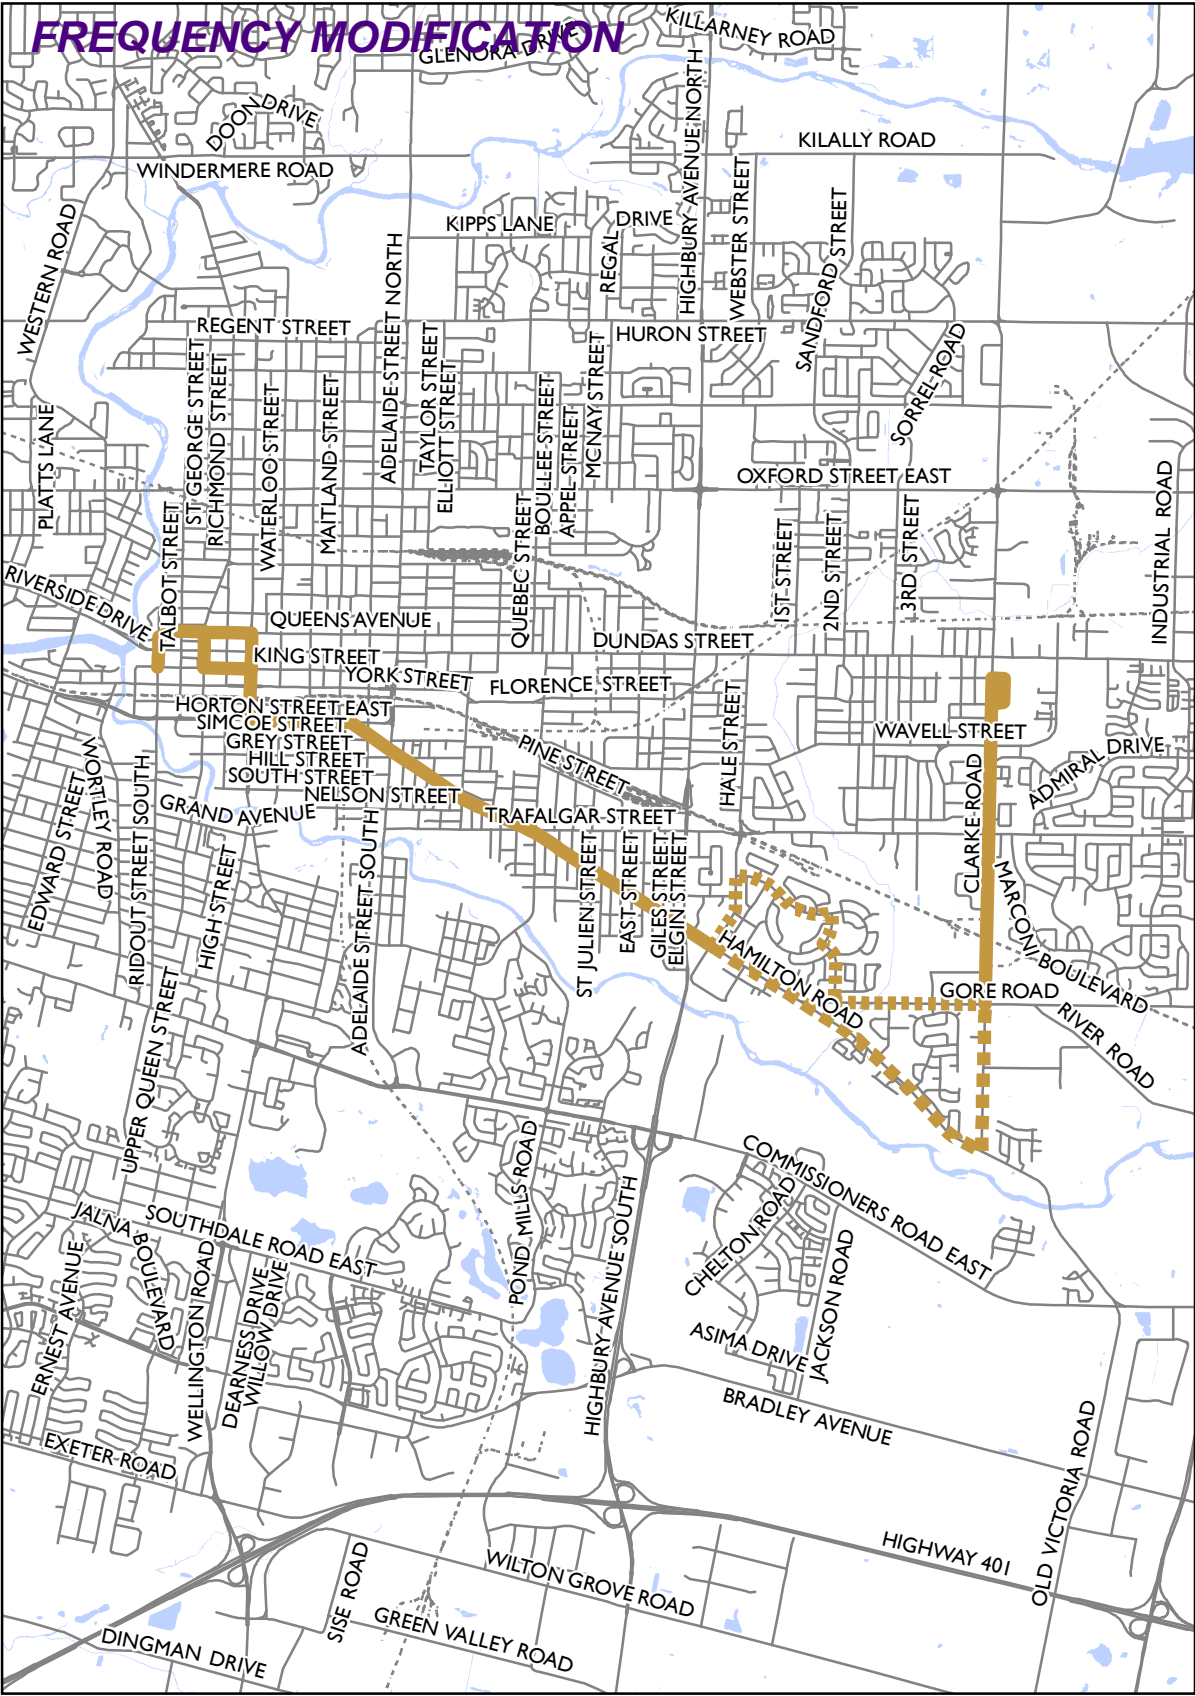 FREQUENCY MODIFICATION
KILLARNEY ROAD
GLENORA DRIVE
DOON DRIVE
KILALLY ROAD
WINDERMERE ROAD
HIGHBURY AVENUE NORTH
WEBSTER STREET
SANDFORD STREET
KIPPS LANE
REGAL DRIVE
WESTERN ROAD
ADELAIDE STREET NORTH
REGENT STREET
HURON STREET
ST GEORGE STREET
RICHMOND STREET
WATERLOO STREET
MAITLAND STREET
TAYLOR STREET
ELLIOTT STREET
BOULLEE STREET
APPEL STREET
MCNAY STREET
SORREL ROAD
PLATTS LANE
OXFORD STREET EAST
INDUSTRIAL ROAD
TALBOT STREET
QUEBEC STREET
1ST STREET
2ND STREET
3RD STREET
RIVERSIDE DRIVE
QUEENS AVENUE
DUNDAS STREET
KING STREET
YORK STREET
FLORENCE STREET
HORTON STREET EAST
SIMCOE STREET
GREY STREET
HILL STREET
SOUTH STREET
NELSON STREET
GRAND AVENUE
PINE STREET
HALE STREET
WAVELL STREET
ADMIRAL DRIVE
CLARKE ROAD
TRAFALGAR STREET
EDWARD STREET
WORTLEY ROAD
RIDOUT STREET SOUTH
HIGH STREET
ADELAIDE STREET SOUTH
ST JULIEN STREET
EAST STREET
GILES STREET
ELGIN STREET
HAMILTON ROAD
MARCONI BOULEVARD
GORE ROAD
RIVER ROAD
UPPER QUEEN STREET
POND MILLS ROAD
COMMISSIONERS ROAD EAST
CHELTON ROAD
JACKSON ROAD
HIGHBURY AVENUE SOUTH
JALNA BOULEVARD
SOUTHDALE ROAD EAST
ERNEST AVENUE
WELLINGTON ROAD
DEARNESS DRIVE
WILLOW DRIVE
ASIMA DRIVE
BRADLEY AVENUE
EXETER ROAD
OLD VICTORIA ROAD
HIGHWAY 401
WILTON GROVE ROAD
SISE ROAD
GREEN VALLEY ROAD
DINGMAN DRIVE